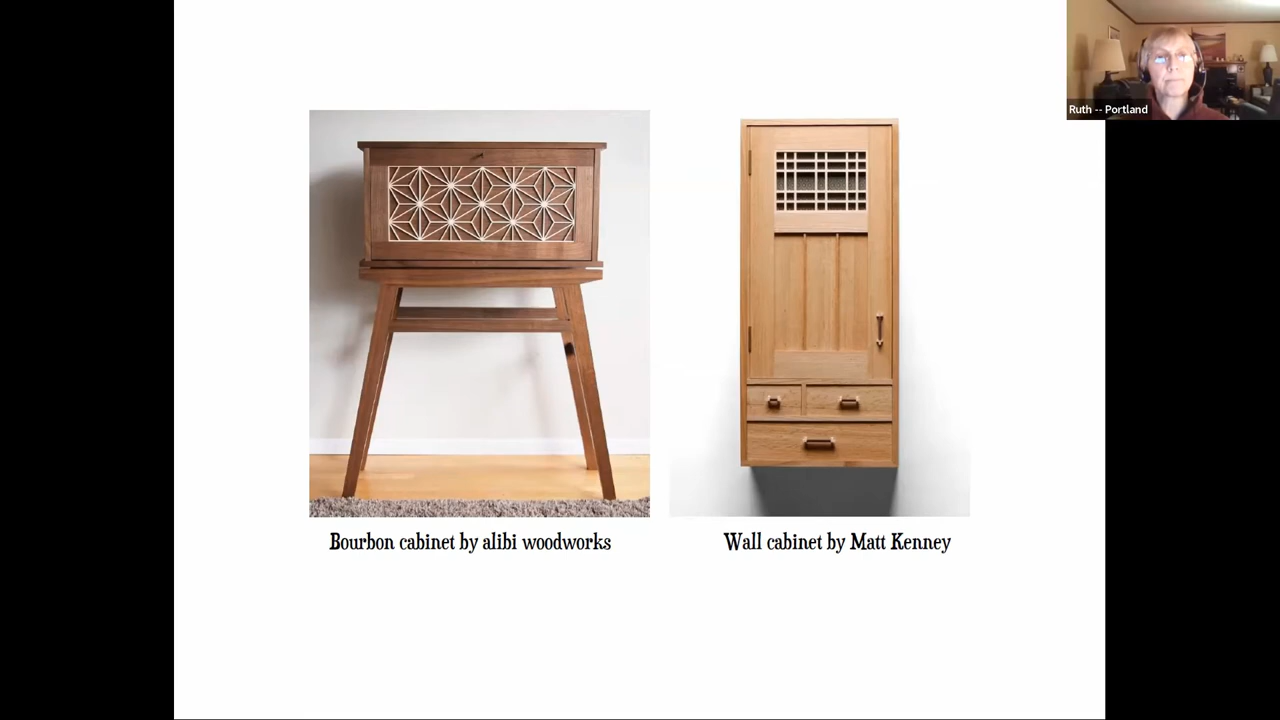 Ruth -- Portland
Bourbon cabinet by alibi woodworks
Wall cabinet by Matt Kenney